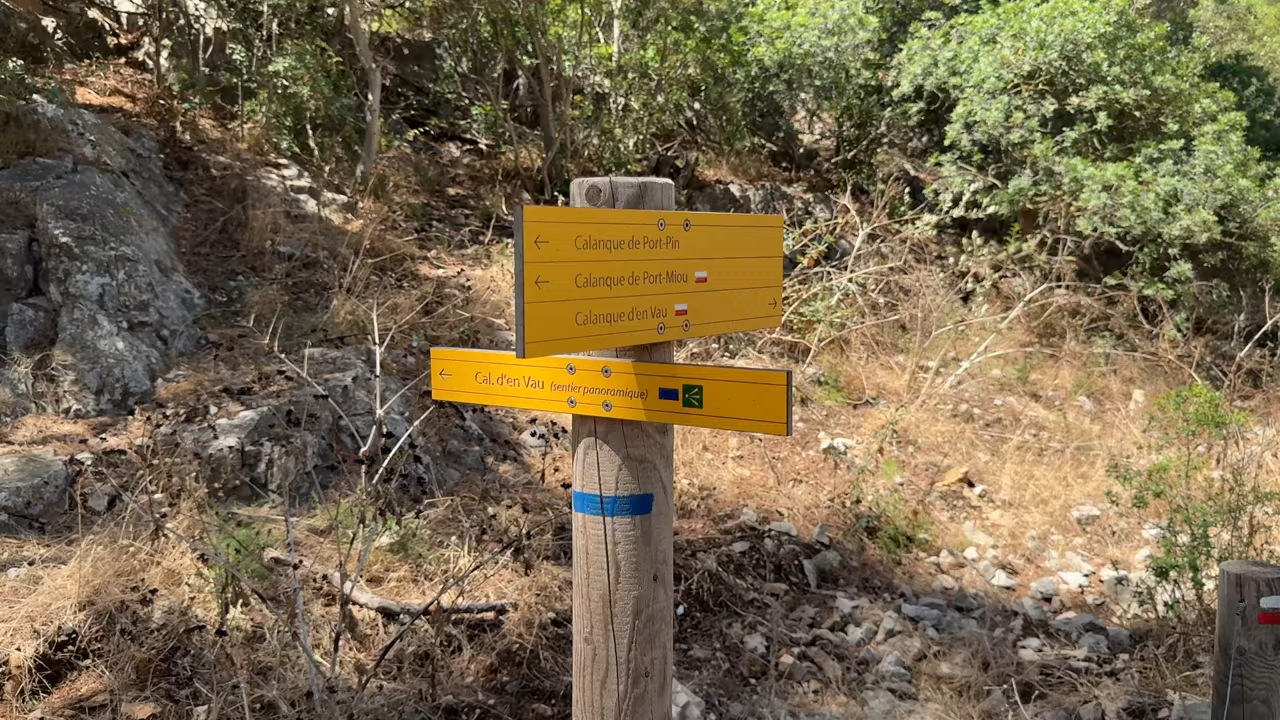 Calanque de Port-Pin
Calanque de Port-Miou
Calanque d'en Vau
Cal. d'en Vau (sentier panoramique)